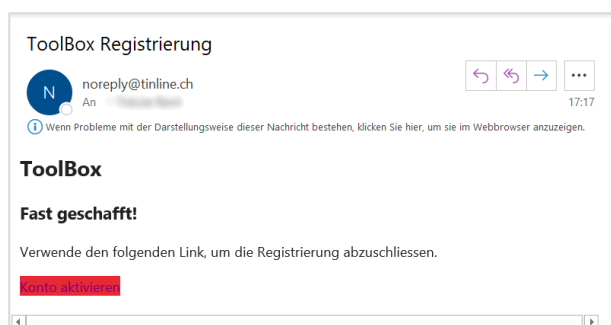 ToolBox Registrierung
N
noreply@tinline.ch
An
17:17
Wenn Probleme mit der Darstellungsweise dieser Nachricht bestehen, klicken Sie hier, um sie im Webbrowser anzuzeigen.
ToolBox
Fast geschafft!
Verwende den folgenden Link, um die Registrierung abzuschliessen.
Konto aktivieren